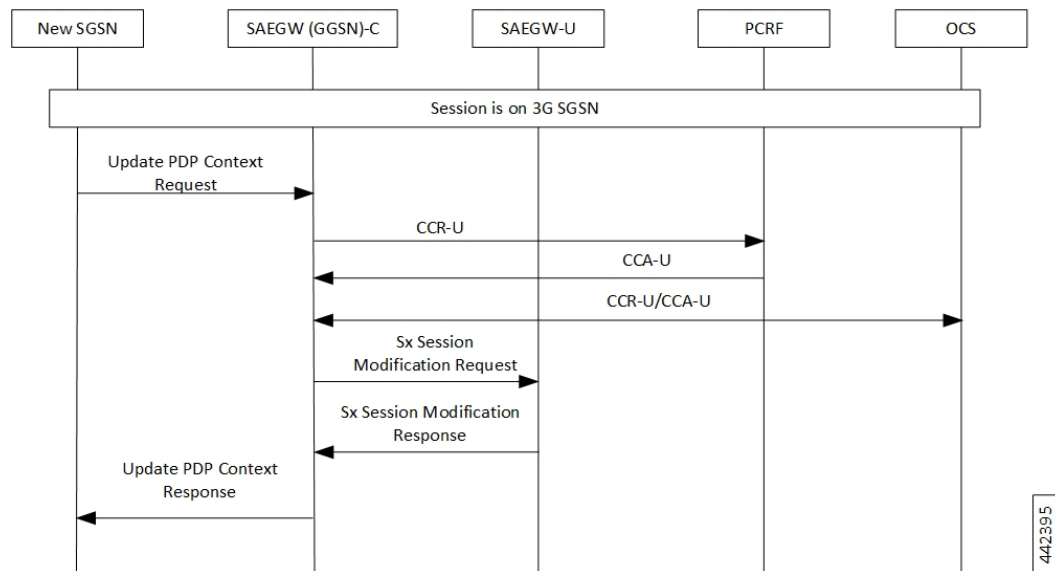 New SGSN
SAEGW (GGSN)-C
SAEGW-U
PCRF
OCS
Session is on 3G SGSN
Update PDP Context
Request
CCR-U
CCA-U
CCR-U/CCA-U
Sx Session
Modification Request
Sx Session Modification
Response
Update PDP Context
Response
442395